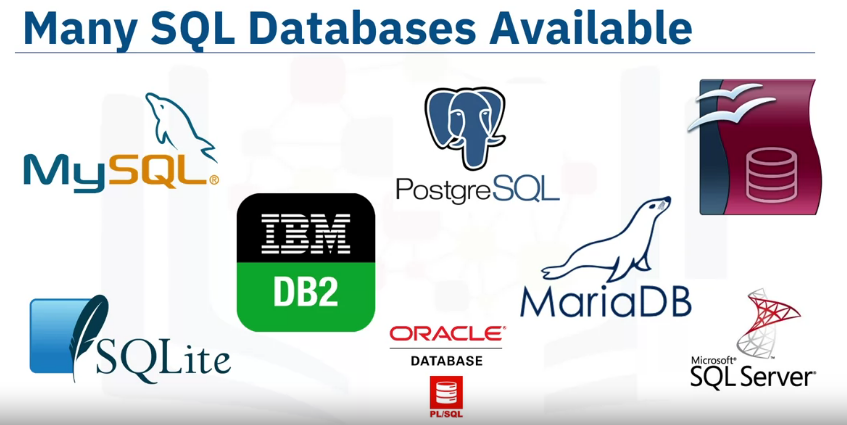 Many SQL Databases Available
MySQL®
PostgreSQL
IBM
DB2
MariaDB
SQLite
ORACLE®
DATABASE
PL/SQL
Microsoft®
SQL Server®